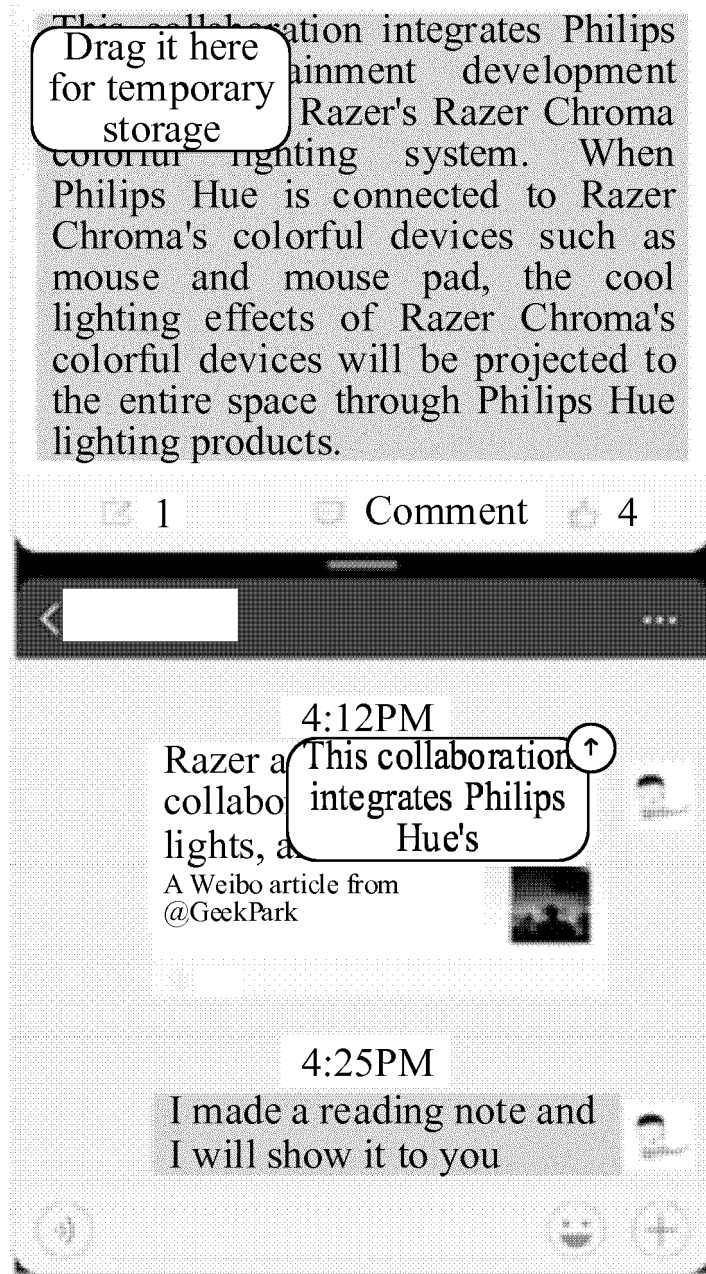 This collaboration integrates Philips
Drag it here
for temporary
storage
ainment development
Razer's Razer Chroma
colorful lighting system. When
Philips Hue is connected to Razer
Chroma's colorful devices such as
mouse and mouse pad, the cool
lighting effects of Razer Chroma's
colorful devices will be projected to
the entire space through Philips Hue
lighting products.
1 Comment 4
4:12PM
Razer a
collabo
lights, a
This collaboration
integrates Philips
Hue's
A Weibo article from
@GeekPark
4:25PM
I made a reading note and
I will show it to you